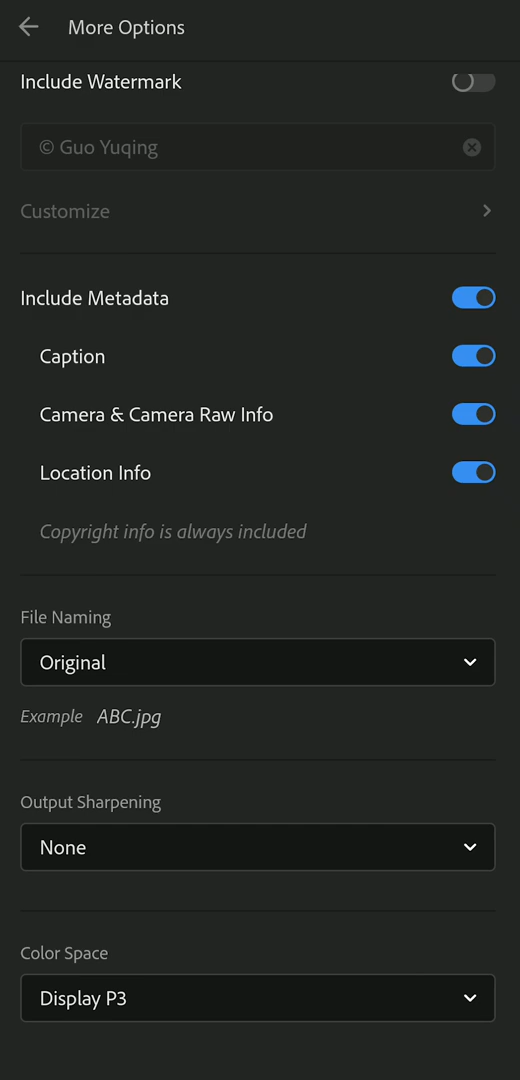 More Options
Include Watermark
© Guo Yuqing
Customize
Include Metadata
Caption
Camera & Camera Raw Info
Location Info
Copyright info is always included
File Naming
Original
Example ABC.jpg
Output Sharpening
None
Color Space
Display P3